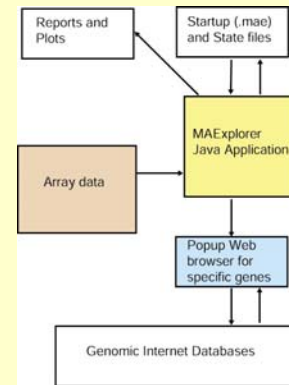 Reports and
Plots
Startup (.mae)
and State files
MAExplorer
Java Application
Array data
Popup Web
browser for
specific genes
Genomic Internet Databases